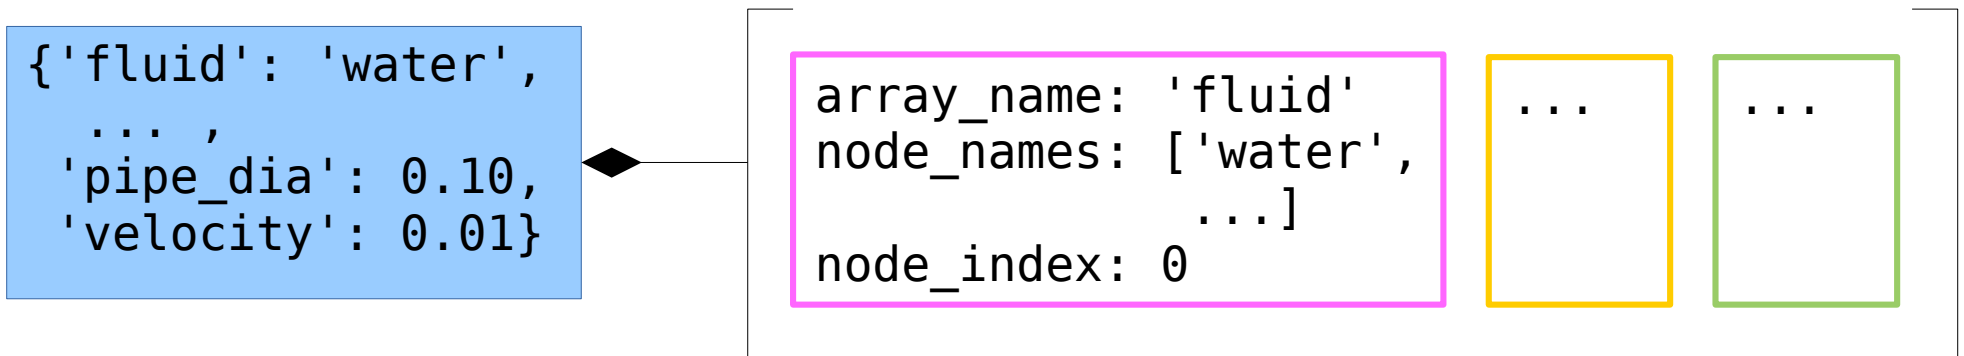 {'fluid': 'water',
... ,
'pipe_dia': 0.10,
'velocity': 0.01}
array_name: 'fluid'
node_names: ['water',
...]
node_index: 0
...
...